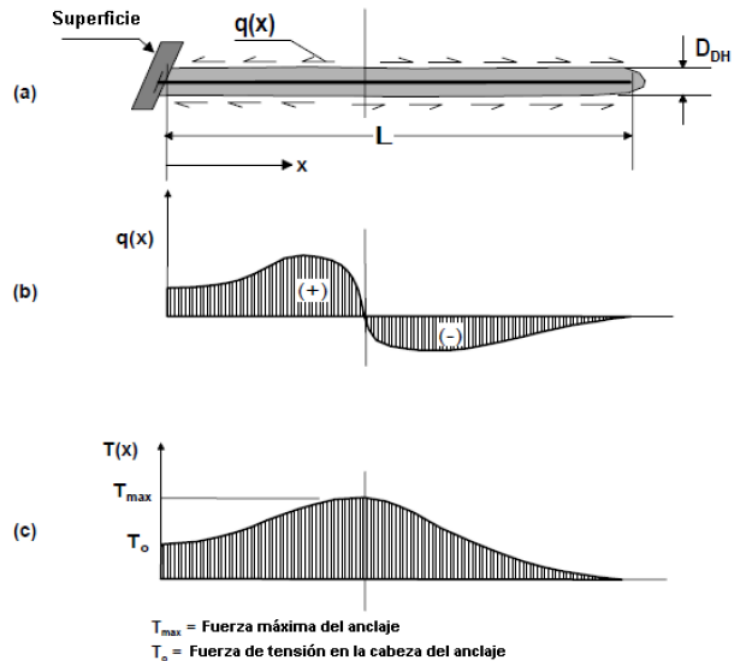 Superficie
q(x)
D_DH
(a)
L
x
q(x)
(b)
(+)
(-)
T(x)
T_max
(c)
T_o
T_max = Fuerza máxima del anclaje
T_o = Fuerza de tensión en la cabeza del anclaje